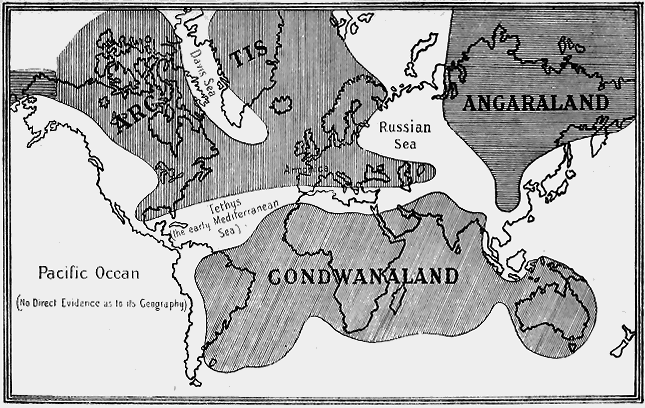 ARC
TIS
Davis Sea
ANGARALAND
Russian
Sea
Tethys
(the early Mediterranean
Sea)
GONDWANALAND
Pacific Ocean
(No Direct Evidence as to its Geography)